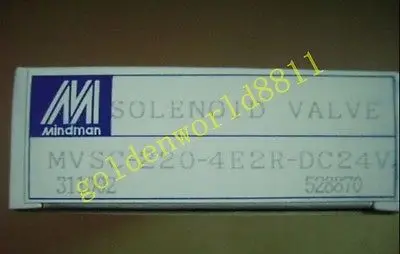 SOLENOID VALVE
Mindman
MVSC-220-4E2R-DC24V
528870
goldenworld8811